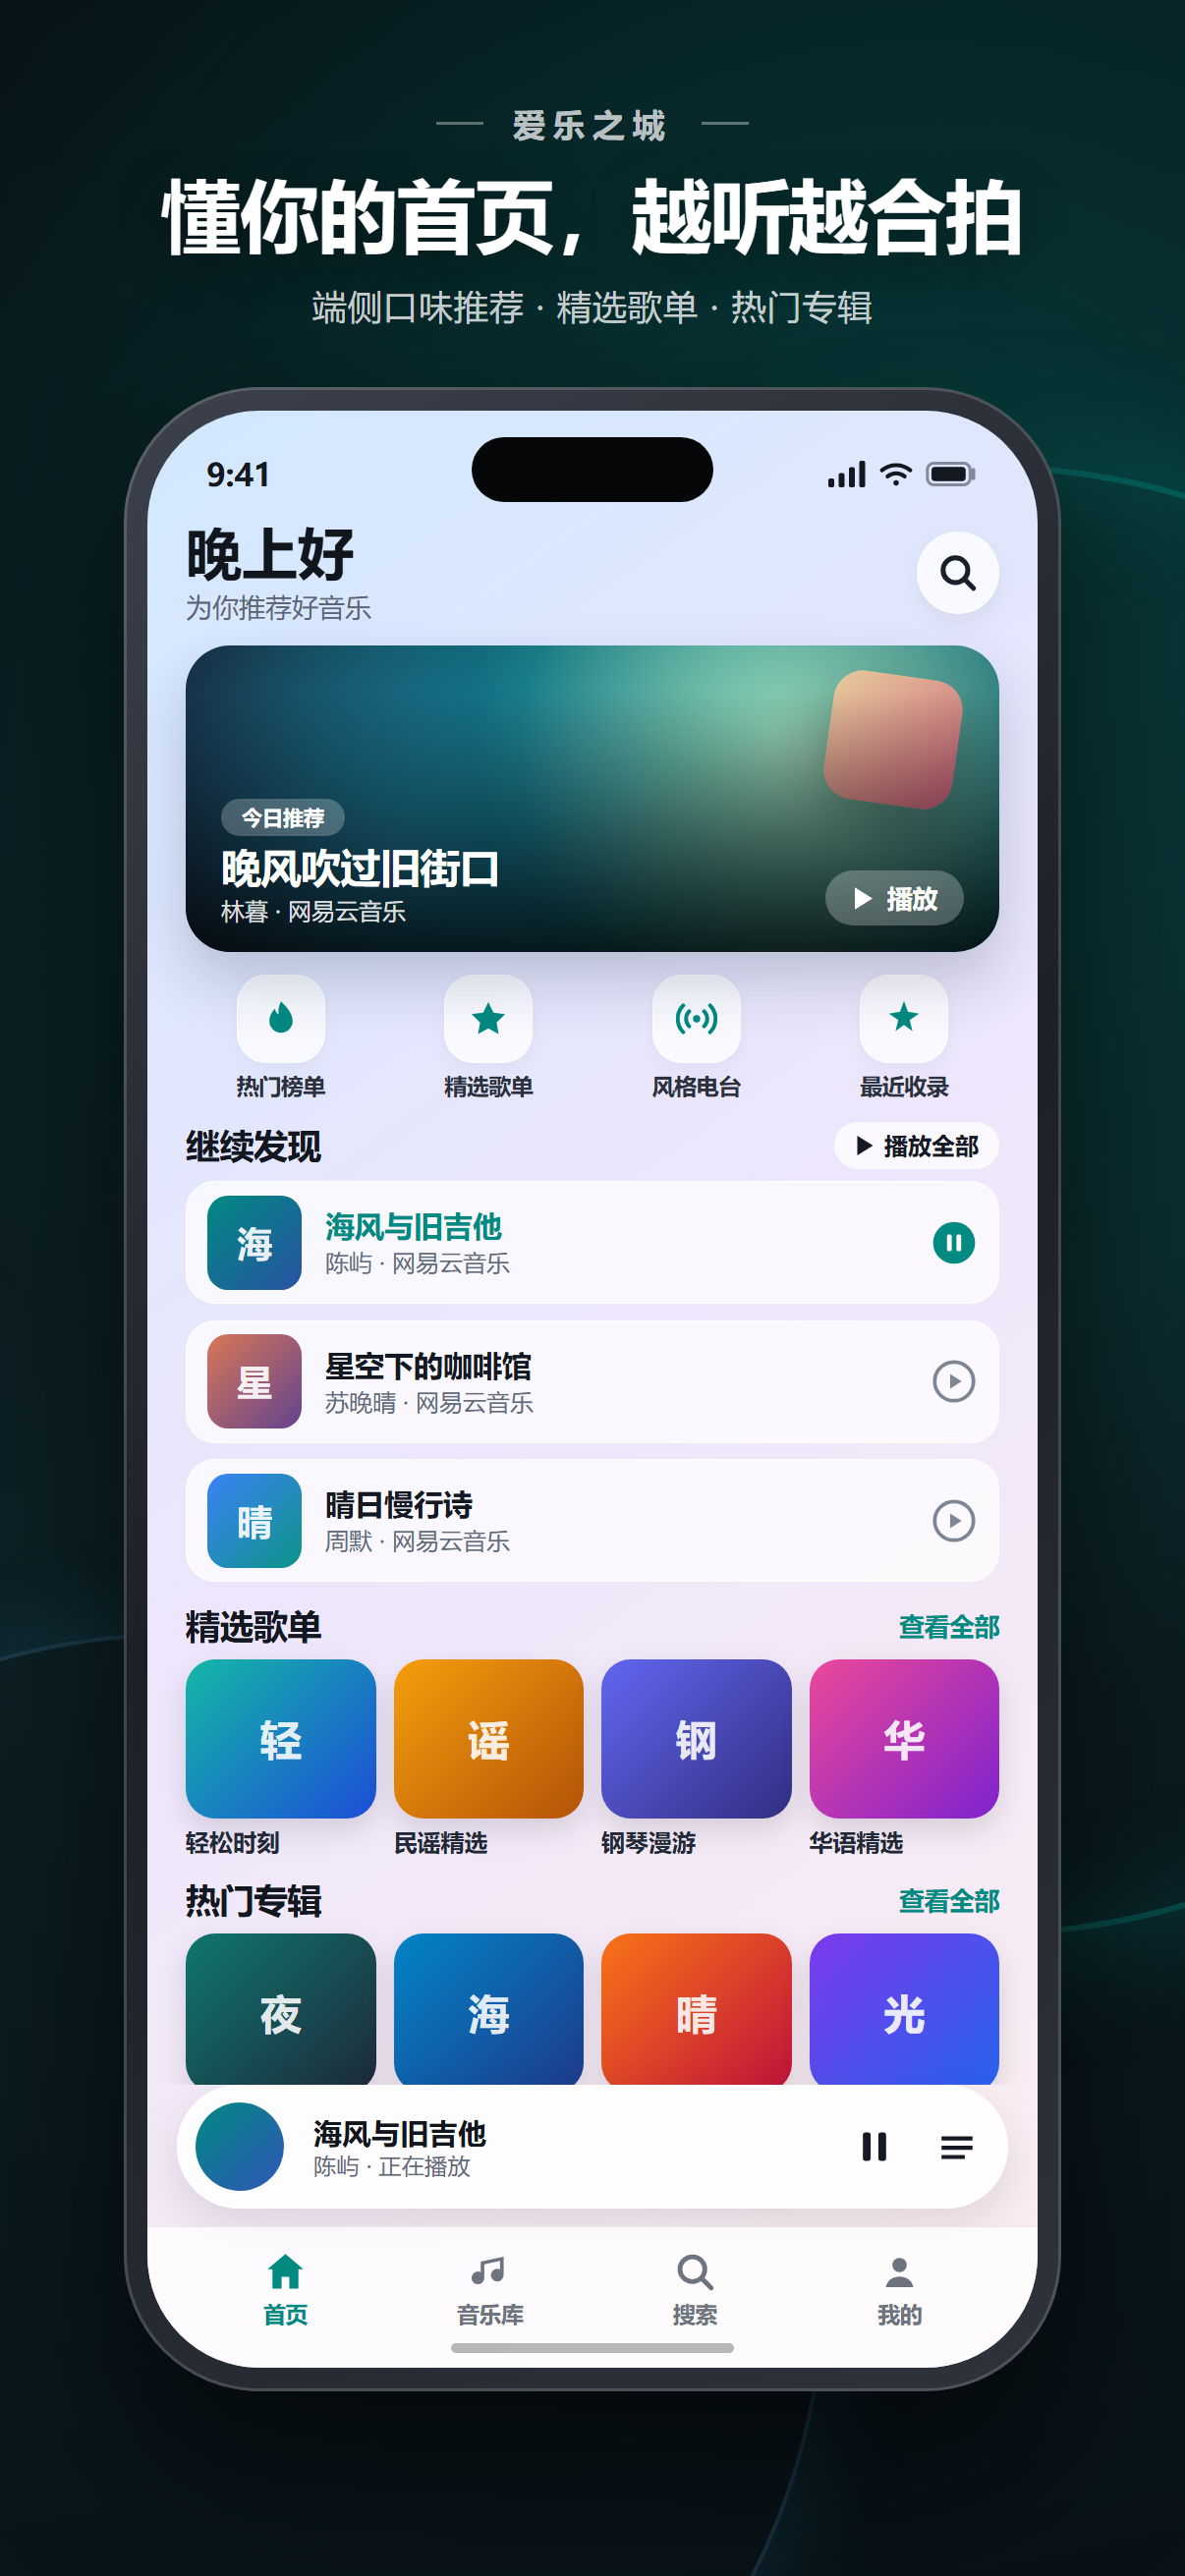 爱乐之城
懂你的首页，越听越合拍
端侧口味推荐 · 精选歌单 · 热门专辑
9:41
晚上好
为你推荐好音乐
今日推荐
晚风吹过旧街口
林暮 · 网易云音乐
播放
热门榜单
精选歌单
风格电台
最近收录
继续发现
播放全部
海
海风与旧吉他
陈屿 · 网易云音乐
星
星空下的咖啡馆
苏晚晴 · 网易云音乐
晴
晴日慢行诗
周默 · 网易云音乐
精选歌单
查看全部
轻
谣
钢
华
轻松时刻
民谣精选
钢琴漫游
华语精选
热门专辑
查看全部
夜
海
晴
光
海风与旧吉他
陈屿 · 正在播放
首页
音乐库
搜索
我的